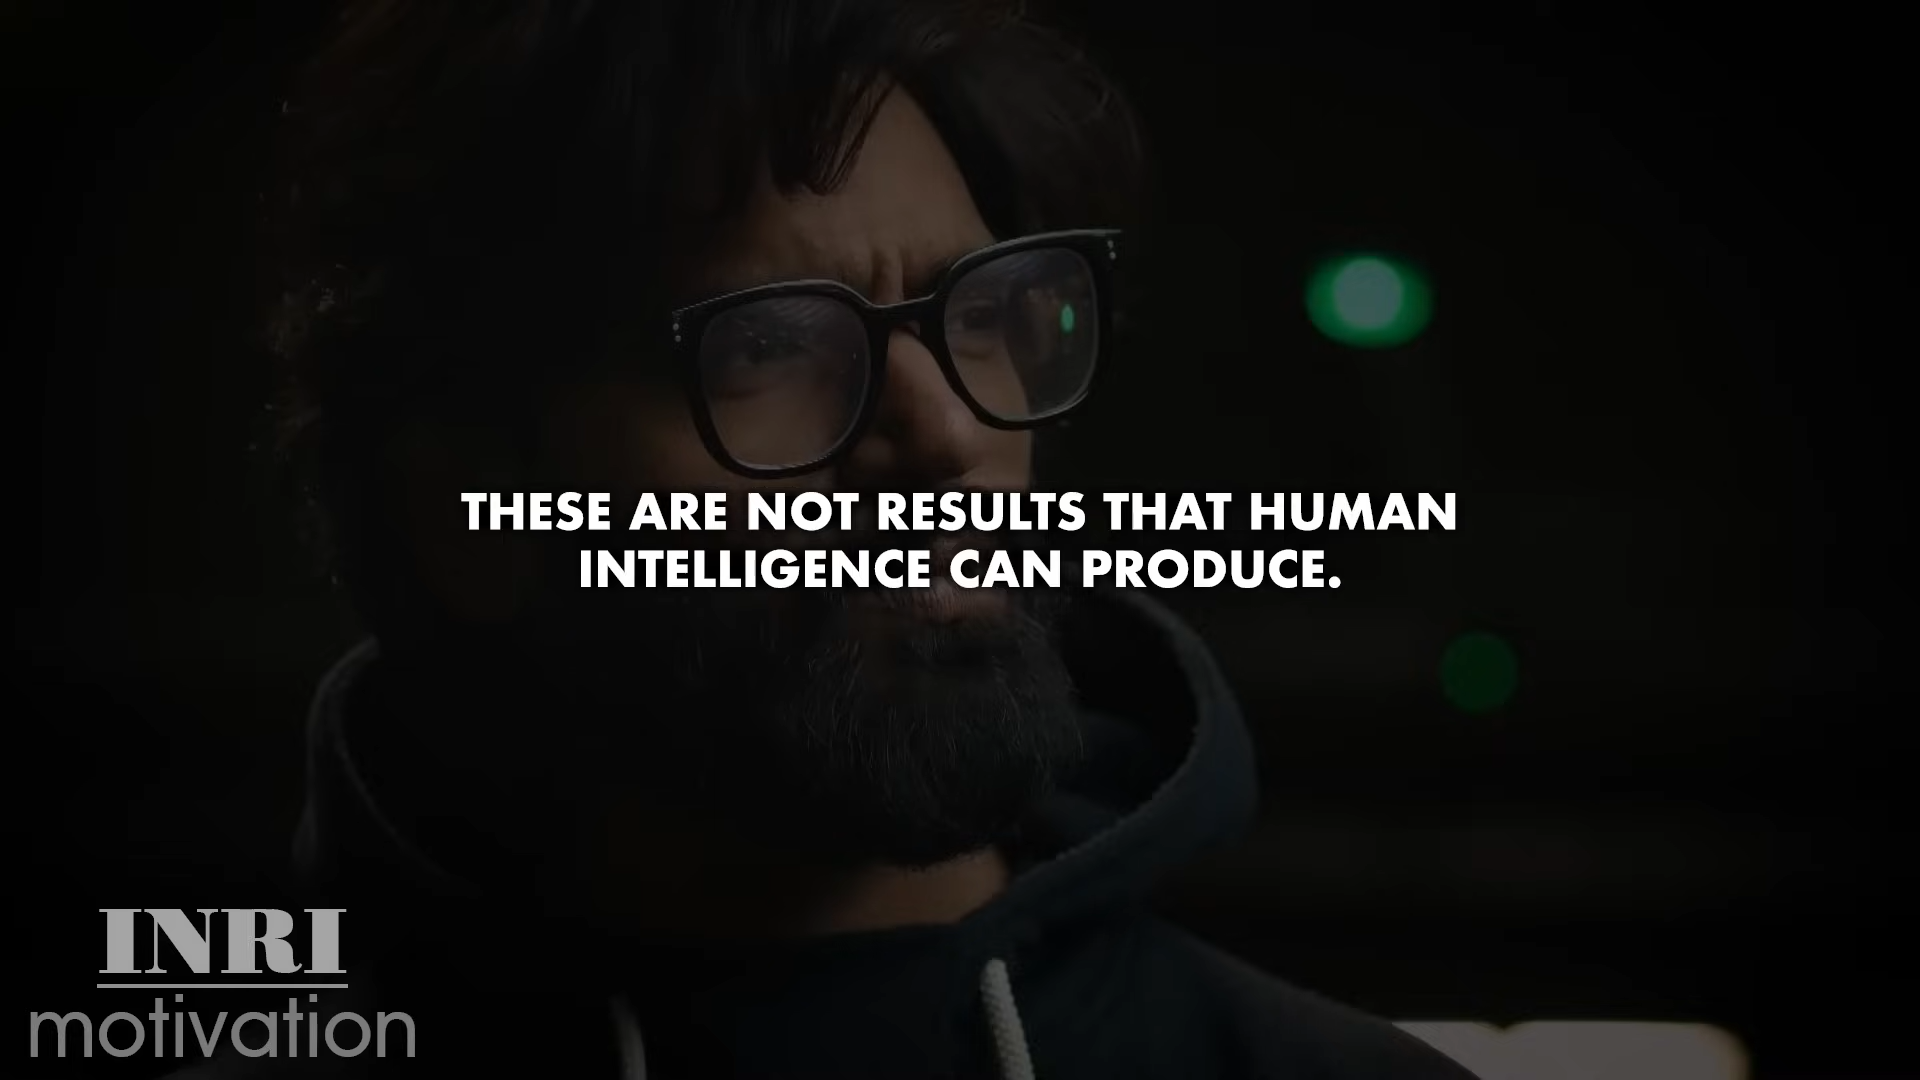 THESE ARE NOT RESULTS THAT HUMAN
INTELLIGENCE CAN PRODUCE.
INRI
motivation